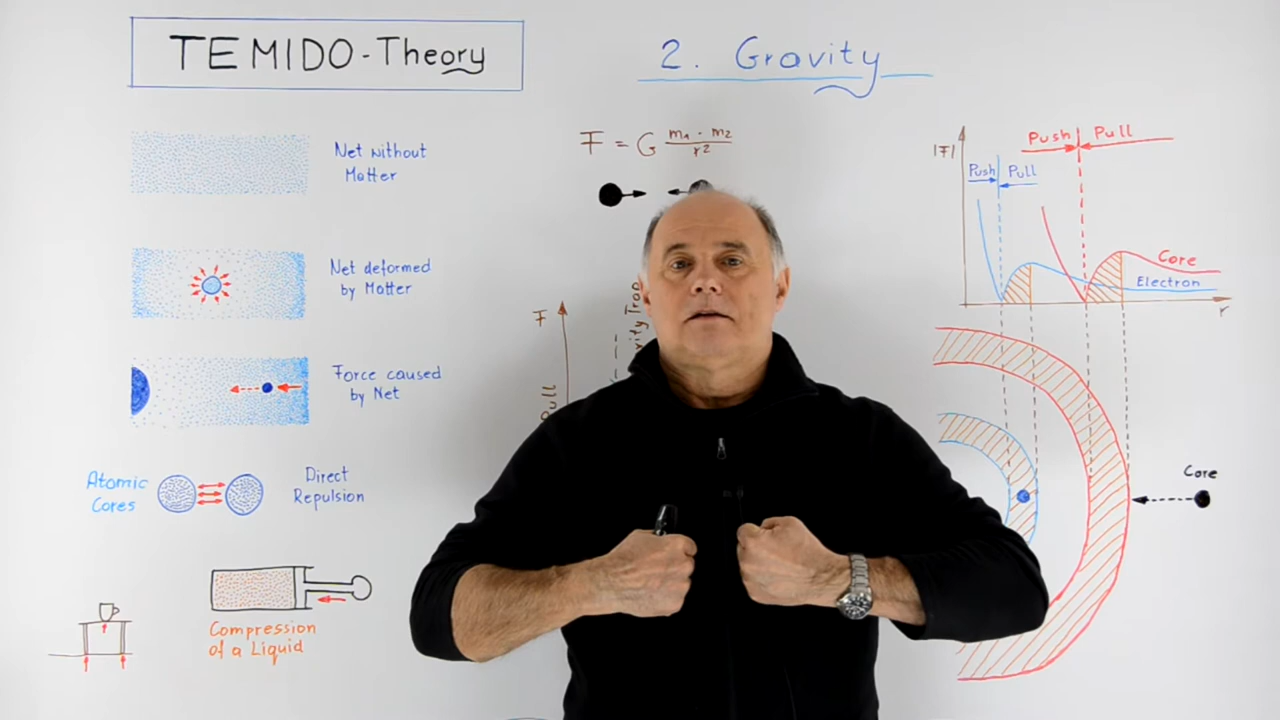 TEMIDO-Theory
2. Gravity
Net without
Matter
Net deformed
by Matter
Force caused
by Net
Atomic
Cores
Direct
Repulsion
Compression
of a Liquid
F = G m₁ · m₂ / r²
F
Pull
|F|
Push Pull
Push Pull
Core
Electron
r
Core